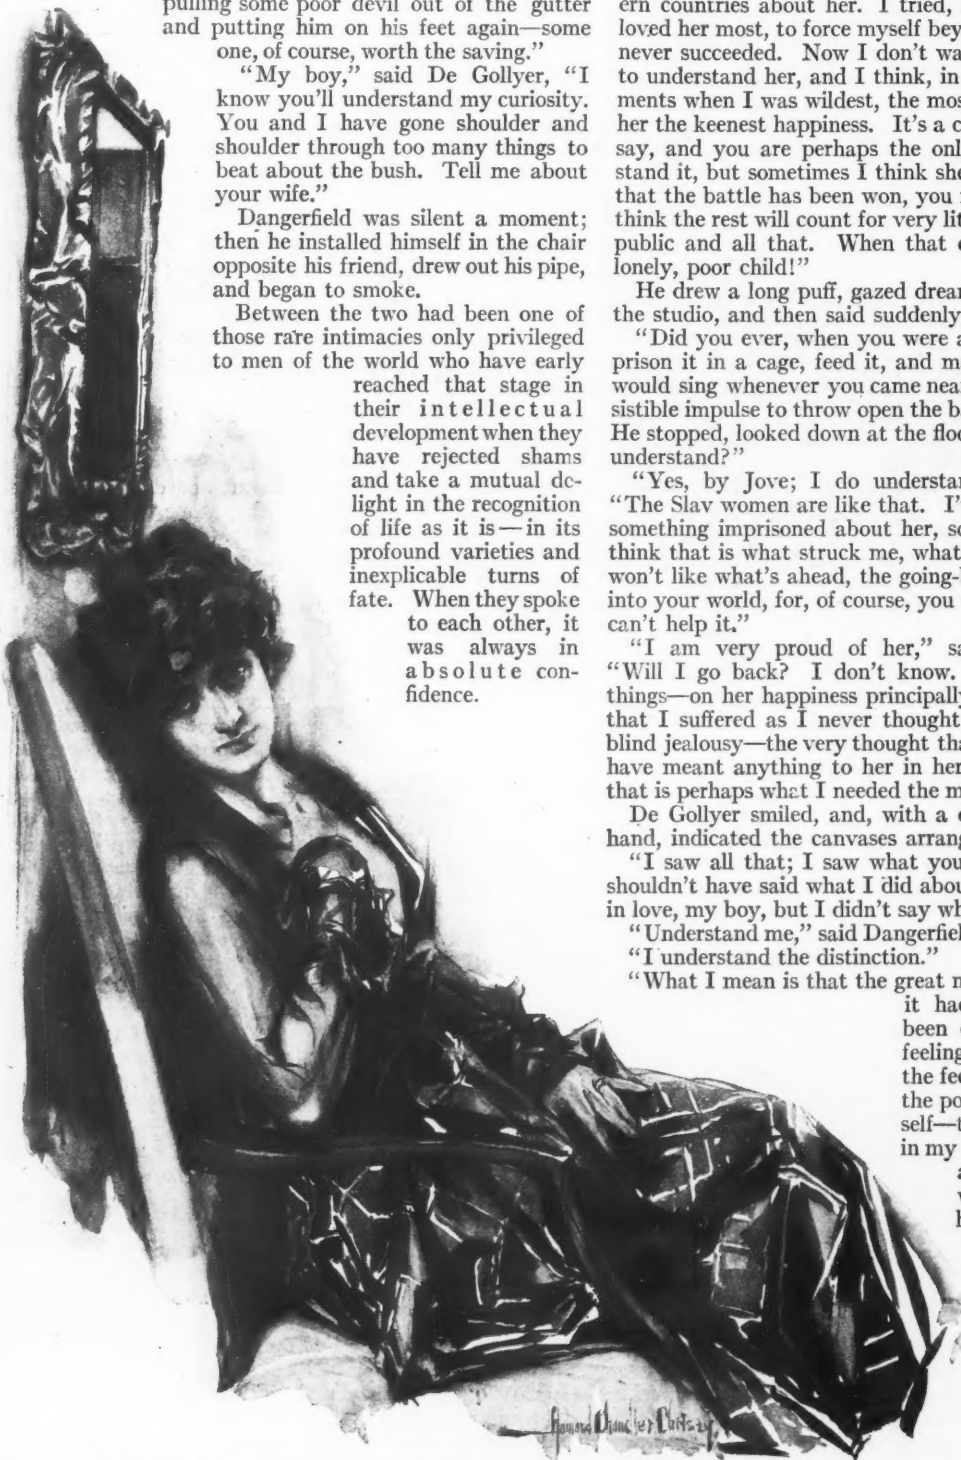 pulling some poor devil out of the gutter
and putting him on his feet again—some
one, of course, worth the saving.”
“My boy,” said De Gollyer, “I
know you’ll understand my curiosity.
You and I have gone shoulder and
shoulder through too many things to
beat about the bush. Tell me about
your wife.”
Dangerfield was silent a moment;
then he installed himself in the chair
opposite his friend, drew out his pipe,
and began to smoke.
Between the two had been one of
those rare intimacies only privileged
to men of the world who have early
reached that stage in
their intellectual
development when they
have rejected shams
and take a mutual de-
light in the recognition
of life as it is—in its
profound varieties and
inexplicable turns of
fate. When they spoke
to each other, it
was always in
absolute con-
fidence.
ern countries about her. I tried,
loved her most, to force myself bey
never succeeded. Now I don’t wa
to understand her, and I think, in
ments when I was wildest, the mos
her the keenest happiness. It’s a c
say, and you are perhaps the onl
stand it, but sometimes I think she
that the battle has been won, you
think the rest will count for very lit
public and all that. When that
lonely, poor child!”
He drew a long puff, gazed drear
the studio, and then said suddenly
“Did you ever, when you were a
prison it in a cage, feed it, and m
would sing whenever you came nea
sistible impulse to throw open the b
He stopped, looked down at the floo
understand?”
“Yes, by Jove; I do understa
“The Slav women are like that. I’
something imprisoned about her, so
think that is what struck me, what
won’t like what’s ahead, the going-
into your world, for, of course, you
can’t help it.”
“I am very proud of her,” sa
“Will I go back? I don’t know.
things—on her happiness principally
that I suffered as I never thought
blind jealousy—the very thought tha
have meant anything to her in her
that is perhaps what I needed the m
De Gollyer smiled, and, with a
hand, indicated the canvases arrang
“I saw all that; I saw what you
shouldn’t have said what I did abou
in love, my boy, but I didn’t say wh
“Understand me,” said Dangerfiel
“I understand the distinction.”
“What I mean is that the great m
it had
been
feeling
the fee
the po
self—t
in my
Howard Chandler Christy